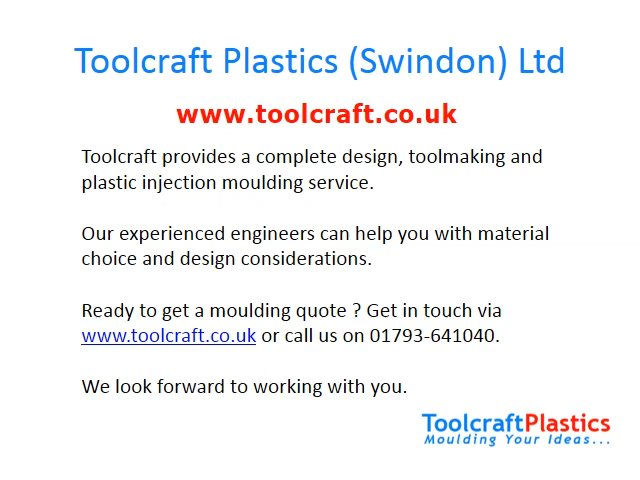 Toolcraft Plastics (Swindon) Ltd
www.toolcraft.co.uk
Toolcraft provides a complete design, toolmaking and
plastic injection moulding service.
Our experienced engineers can help you with material
choice and design considerations.
Ready to get a moulding quote ? Get in touch via
www.toolcraft.co.uk or call us on 01793-641040.
We look forward to working with you.
ToolcraftPlastics
Moulding Your Ideas...